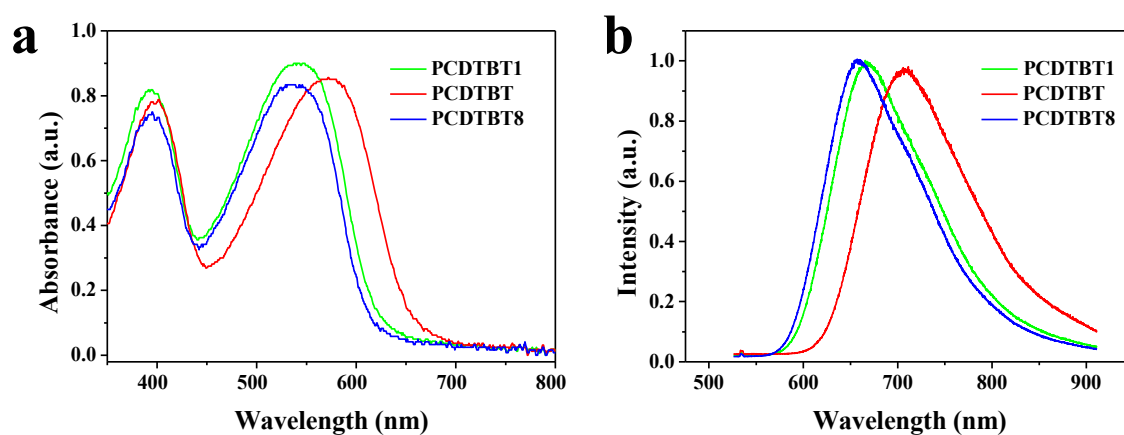 a
1.0
0.8
0.6
0.4
0.2
0.0
Absorbance (a.u.)
PCDTBT1
PCDTBT
PCDTBT8
400
500
600
700
800
Wavelength (nm)
b
1.0
0.8
0.6
0.4
0.2
0.0
Intensity (a.u.)
PCDTBT1
PCDTBT
PCDTBT8
500
600
700
800
900
Wavelength (nm)